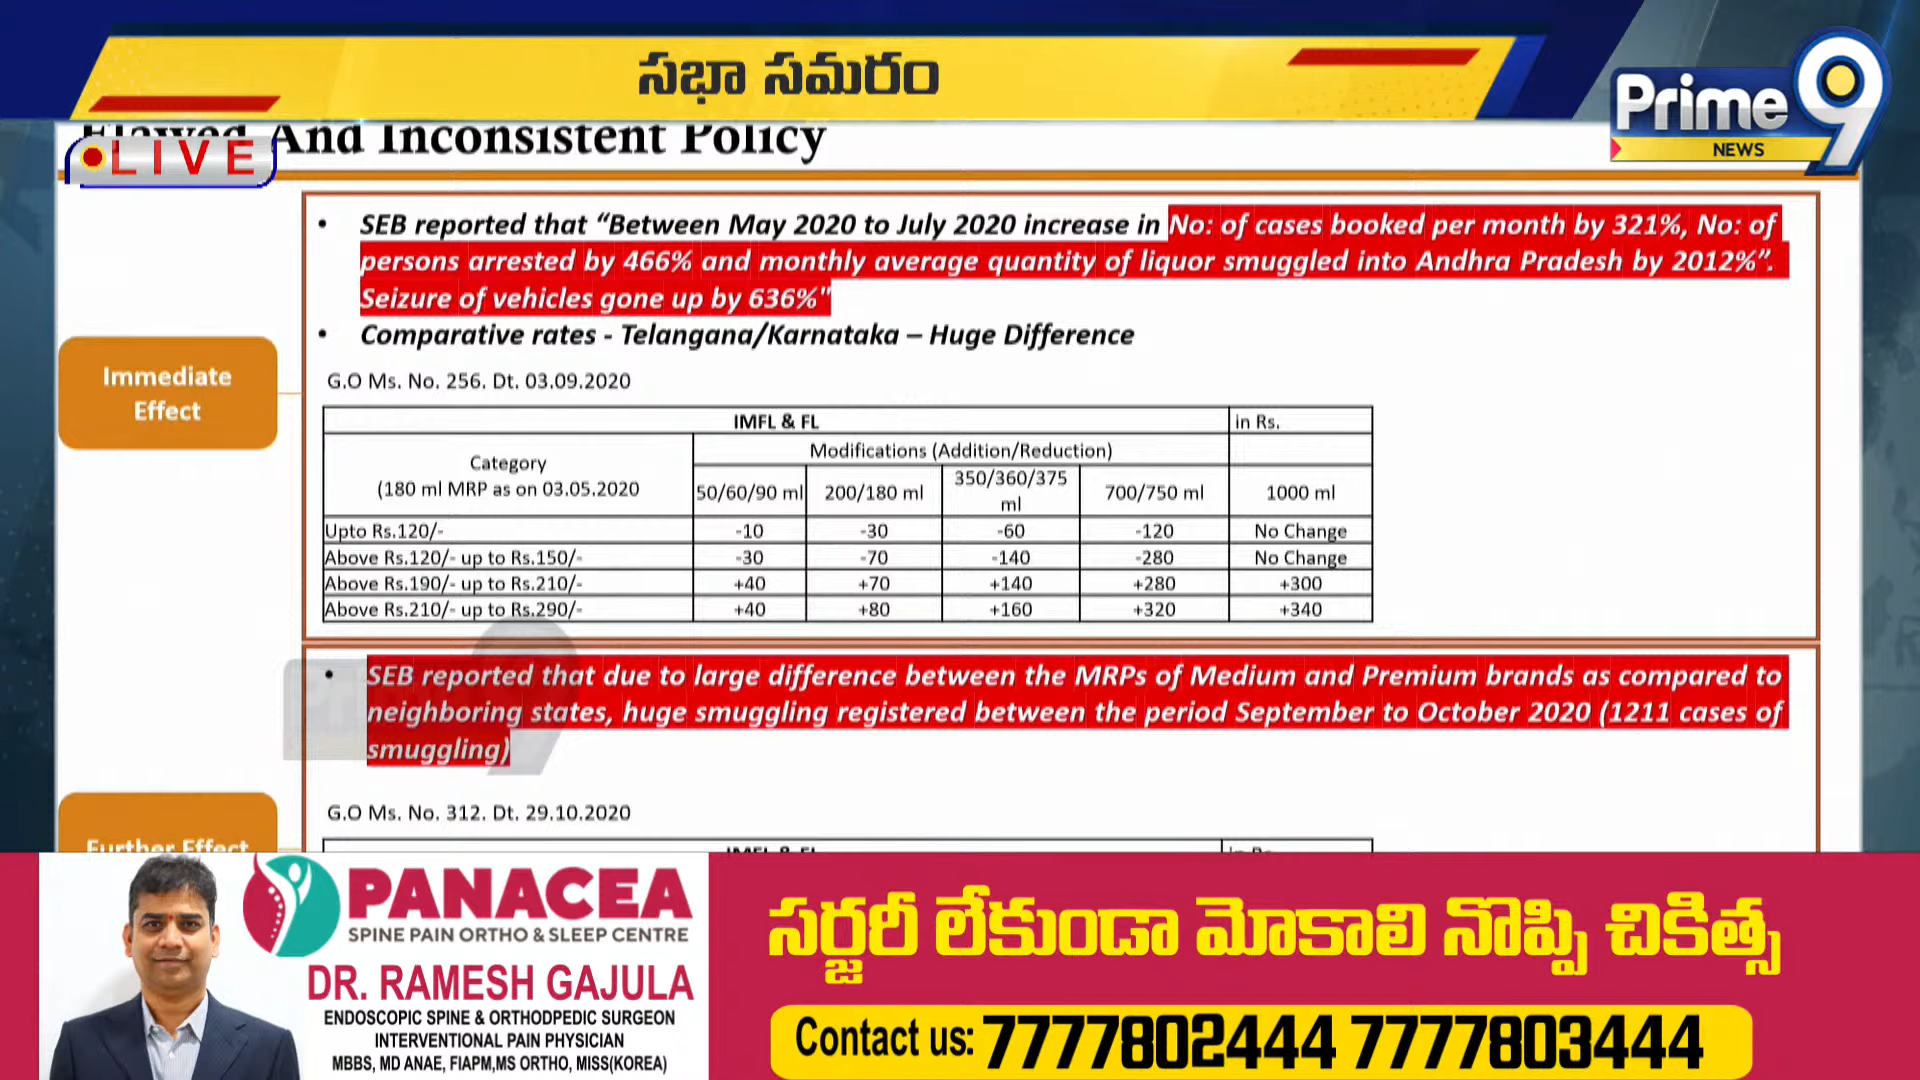 సభా సమరం
Prime 9
NEWS
LIVE
Flawed And Inconsistent Policy
• SEB reported that “Between May 2020 to July 2020 increase in No: of cases booked per month by 321%, No: of
persons arrested by 466% and monthly average quantity of liquor smuggled into Andhra Pradesh by 2012%”.
Seizure of vehicles gone up by 636%"
• Comparative rates - Telangana/Karnataka – Huge Difference
Immediate
Effect
G.O Ms. No. 256. Dt. 03.09.2020
IMFL & FL in Rs.
Category
(180 ml MRP as on 03.05.2020
Modifications (Addition/Reduction)
50/60/90 ml 200/180 ml 350/360/375 ml 700/750 ml 1000 ml
Upto Rs.120/- -10 -30 -60 -120 No Change
Above Rs.120/- up to Rs.150/- -30 -70 -140 -280 No Change
Above Rs.190/- up to Rs.210/- +40 +70 +140 +280 +300
Above Rs.210/- up to Rs.290/- +40 +80 +160 +320 +340
• SEB reported that due to large difference between the MRPs of Medium and Premium brands as compared to
neighboring states, huge smuggling registered between the period September to October 2020 (1211 cases of
smuggling)
G.O Ms. No. 312. Dt. 29.10.2020
Further Effect
IMFL & FL in Rs.
PANACEA
SPINE PAIN ORTHO & SLEEP CENTRE
DR. RAMESH GAJULA
ENDOSCOPIC SPINE & ORTHODPEDIC SURGEON
INTERVENTIONAL PAIN PHYSICIAN
MBBS, MD ANAE, FIAPM,MS ORTHO, MISS(KOREA)
సర్జరీ లేకుండా మోకాలి నొప్పి చికిత్స
Contact us: 7777802444 7777803444